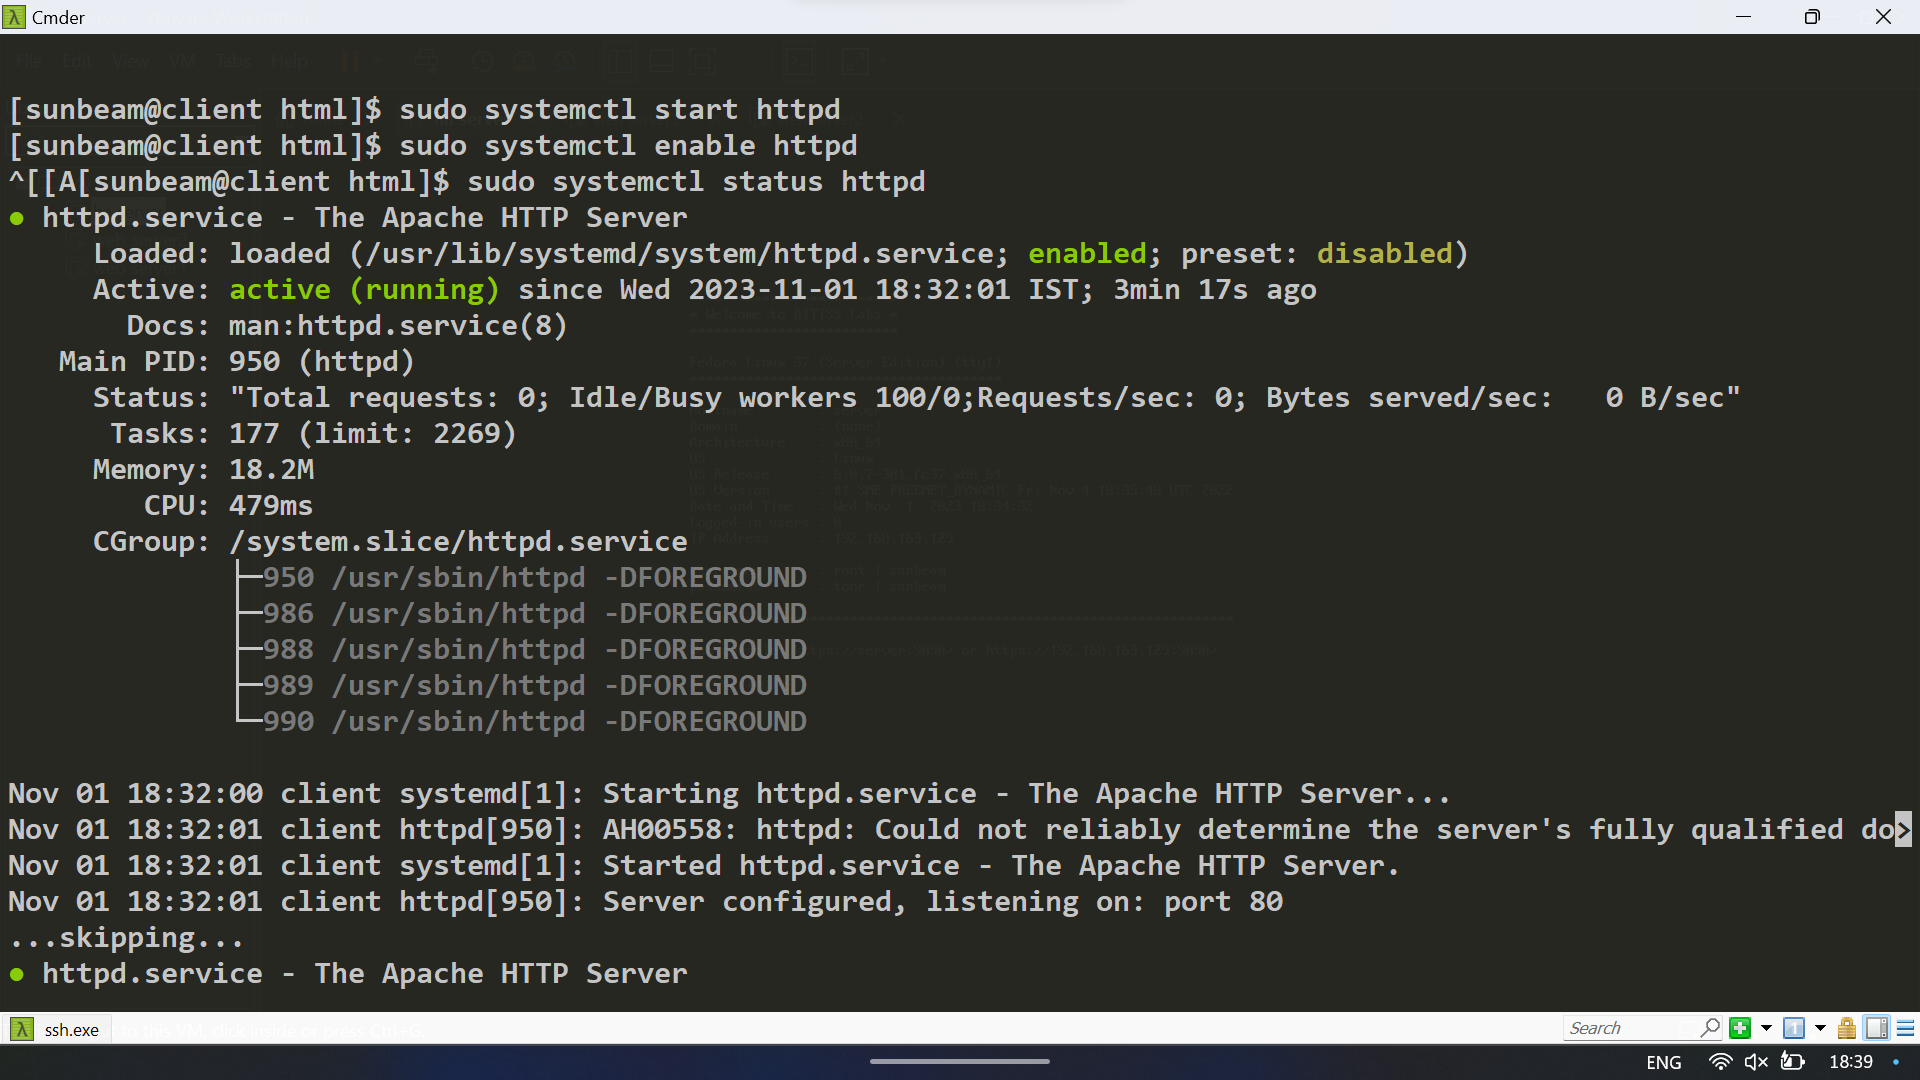 Cmder
File Edit View VM Tabs Help
[sunbeam@client html]$ sudo systemctl start httpd
[sunbeam@client html]$ sudo systemctl enable httpd
^[[A[sunbeam@client html]$ sudo systemctl status httpd
● httpd.service - The Apache HTTP Server
Loaded: loaded (/usr/lib/systemd/system/httpd.service; enabled; preset: disabled)
Active: active (running) since Wed 2023-11-01 18:32:01 IST; 3min 17s ago
Docs: man:httpd.service(8)
Main PID: 950 (httpd)
Status: "Total requests: 0; Idle/Busy workers 100/0;Requests/sec: 0; Bytes served/sec:   0 B/sec"
Tasks: 177 (limit: 2269)
Memory: 18.2M
CPU: 479ms
CGroup: /system.slice/httpd.service
├─950 /usr/sbin/httpd -DFOREGROUND
├─986 /usr/sbin/httpd -DFOREGROUND
├─988 /usr/sbin/httpd -DFOREGROUND
├─989 /usr/sbin/httpd -DFOREGROUND
└─990 /usr/sbin/httpd -DFOREGROUND
Nov 01 18:32:00 client systemd[1]: Starting httpd.service - The Apache HTTP Server...
Nov 01 18:32:01 client httpd[950]: AH00558: httpd: Could not reliably determine the server's fully qualified do>
Nov 01 18:32:01 client systemd[1]: Started httpd.service - The Apache HTTP Server.
Nov 01 18:32:01 client httpd[950]: Server configured, listening on: port 80
...skipping...
● httpd.service - The Apache HTTP Server
ssh.exe
Search
ENG 18:39